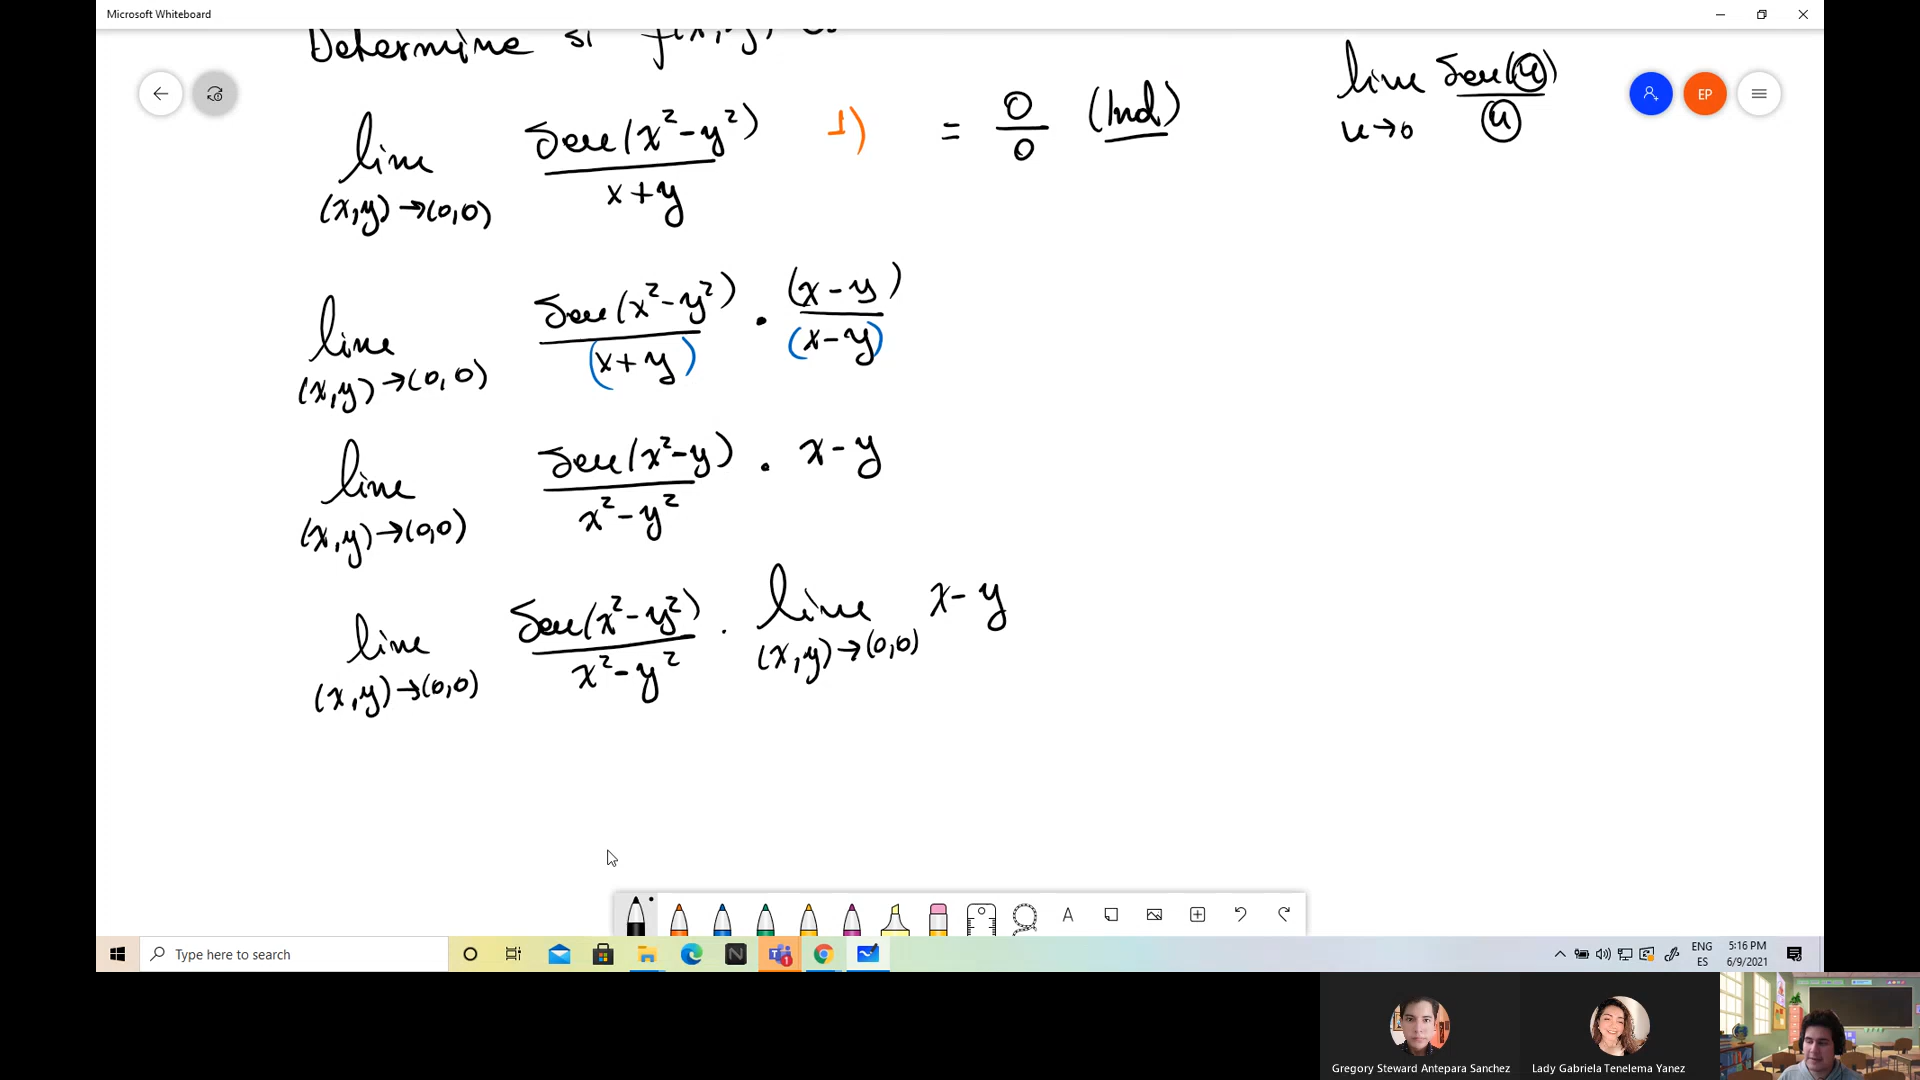 Microsoft Whiteboard
Determine si f(x,y)
lim (x,y)→(0,0) Sen(x²-y²)/x+y 1) = 0/0 (Ind)
lim u→0 Sen(u)/u
EP
lim (x,y)→(0,0) Sen(x²-y²)/(x+y) · (x-y)/(x-y)
lim (x,y)→(0,0) Sen(x²-y)/x²-y² · x-y
lim (x,y)→(0,0) Sen(x²-y²)/x²-y² · lim (x,y)→(0,0) x-y
A
Type here to search
N
1
ENG
ES
5:16 PM
6/9/2021
Gregory Steward Antepara Sanchez
Lady Gabriela Tenelema Yanez